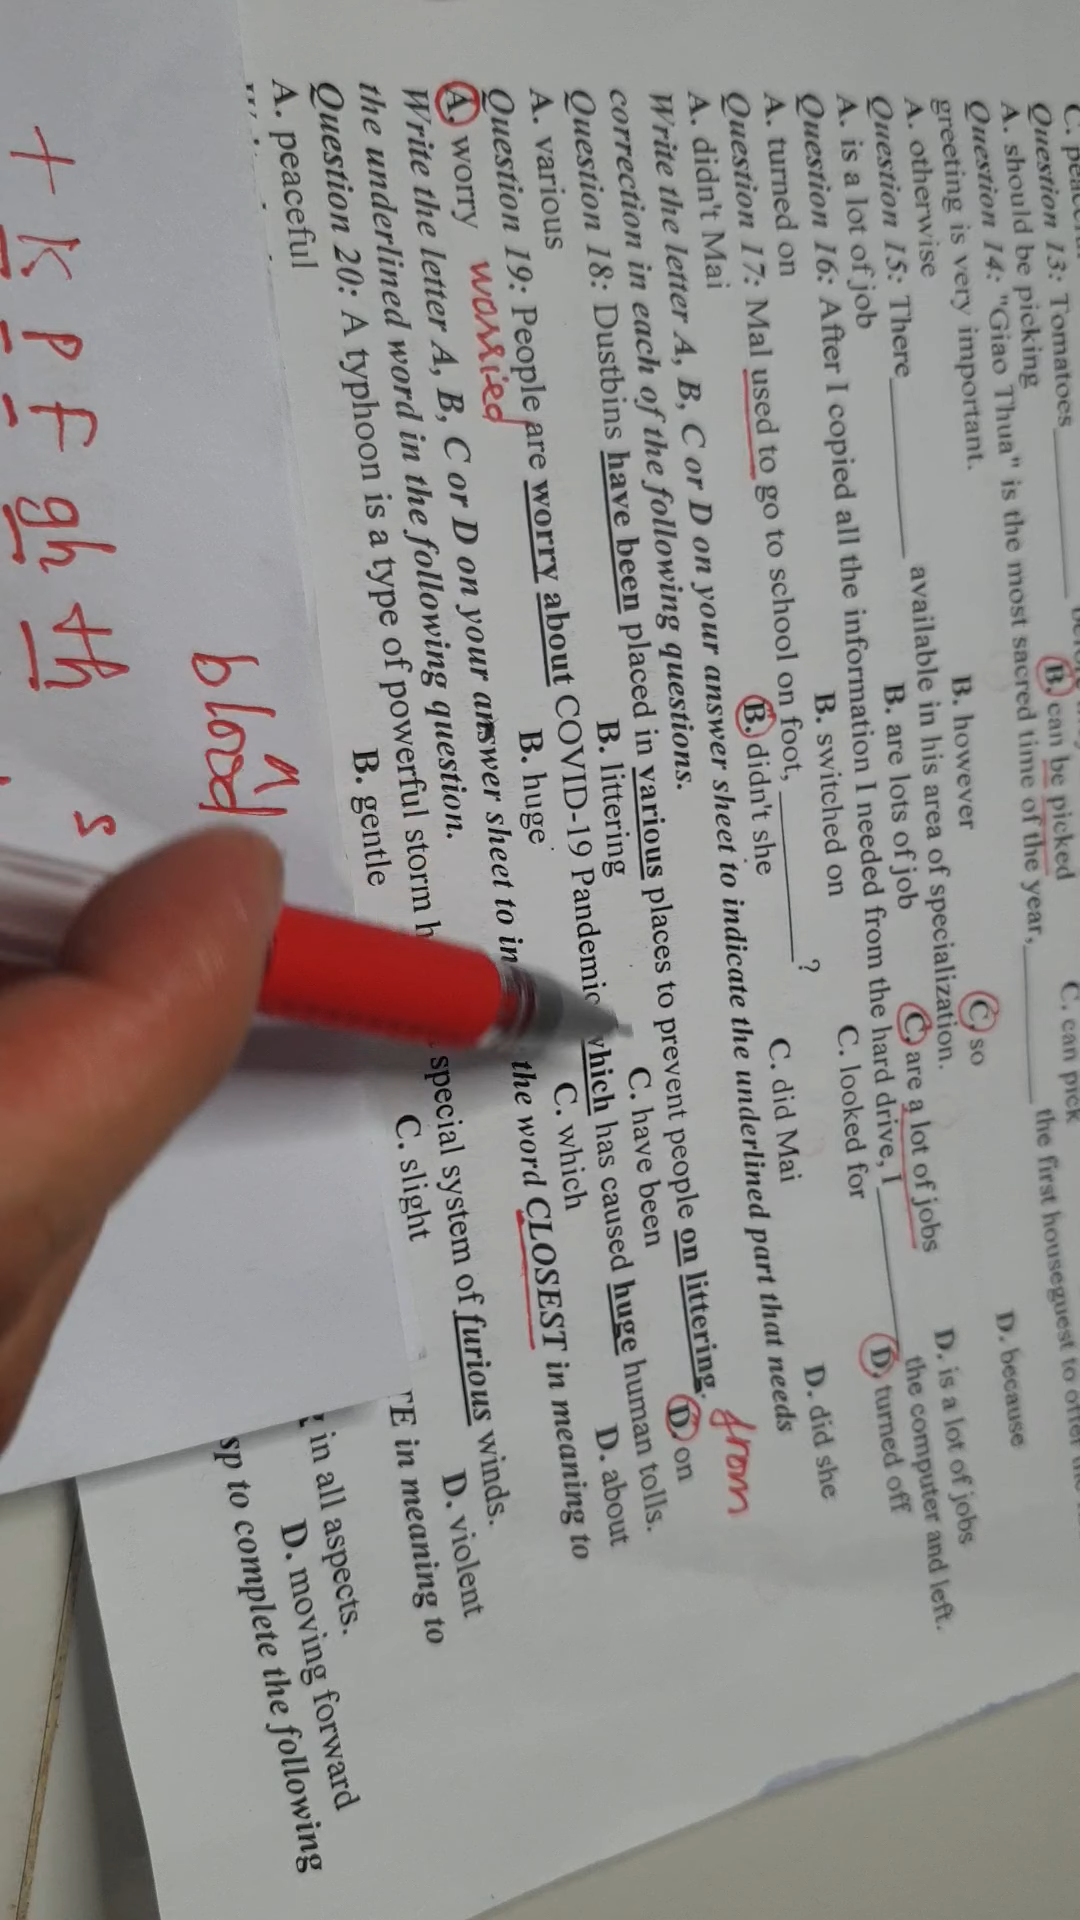 C. can pick
Question 13: Tomatoes
A. should be picking B. can be picked
Question 14: "Giao Thua" is the most sacred time of the year, the first houseguest to offer
greeting is very important.
A. otherwise B. however C. so D. because
Question 15: There available in his area of specialization.
A. is a lot of job B. are lots of job C. are a lot of jobs D. is a lot of jobs
Question 16: After I copied all the information I needed from the hard drive, I the computer and left.
A. turned on B. switched on C. looked for D. turned off
Question 17: Mal used to go to school on foot, ?
A. didn't Mai B. didn't she C. did Mai D. did she
Write the letter A, B, C or D on your answer sheet to indicate the underlined part that needs
correction in each of the following questions.
Question 18: Dustbins have been placed in various places to prevent people on littering.
from
A. various B. littering C. have been D. on
Question 19: People are worry about COVID-19 Pandemic which has caused huge human tolls.
A. worry B. huge C. which D. about
worried
Write the letter A, B, C or D on your answer sheet to in the word CLOSEST in meaning to
the underlined word in the following question.
Question 20: A typhoon is a type of powerful storm special system of furious winds.
A. peaceful B. gentle C. slight D. violent
TE in meaning to
in all aspects.
D. moving forward
sp to complete the following
t k p f gh th s